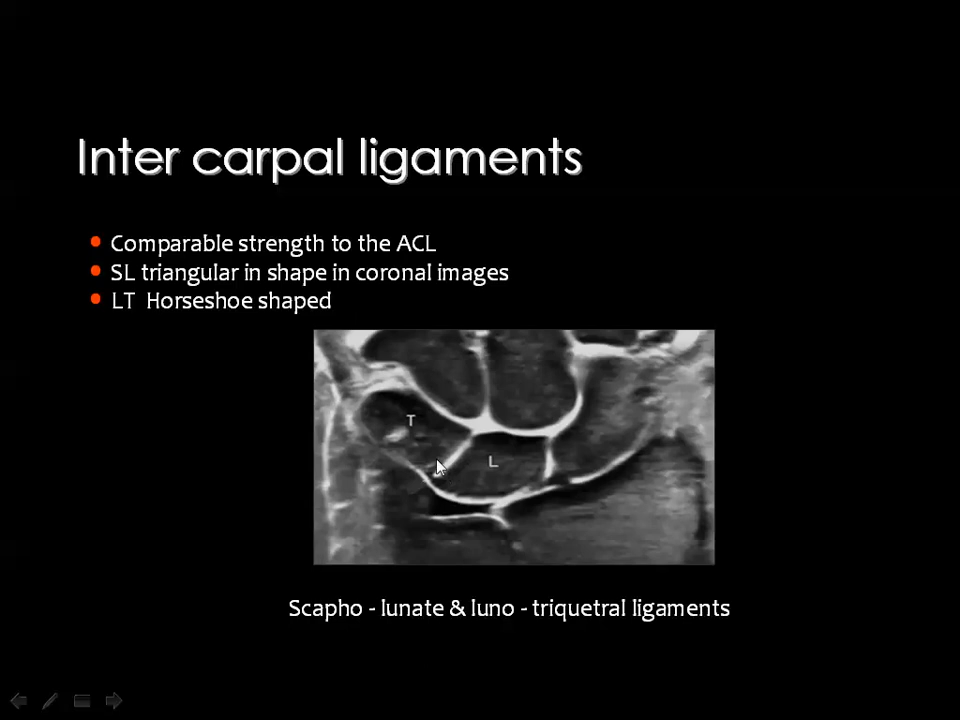 Inter carpal ligaments
Comparable strength to the ACL
SL triangular in shape in coronal images
LT Horseshoe shaped
T
L
Scapho - lunate & luno - triquetral ligaments